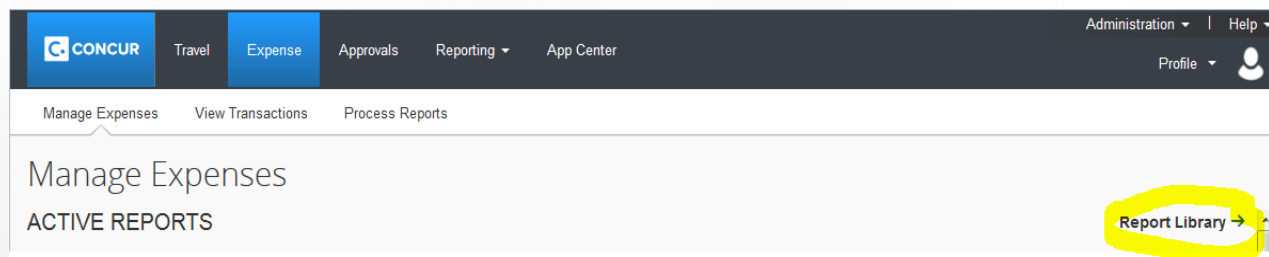 Administration | Help
C. CONCUR Travel Expense Approvals Reporting App Center
Profile
Manage Expenses View Transactions Process Reports
Manage Expenses
ACTIVE REPORTS
Report Library →